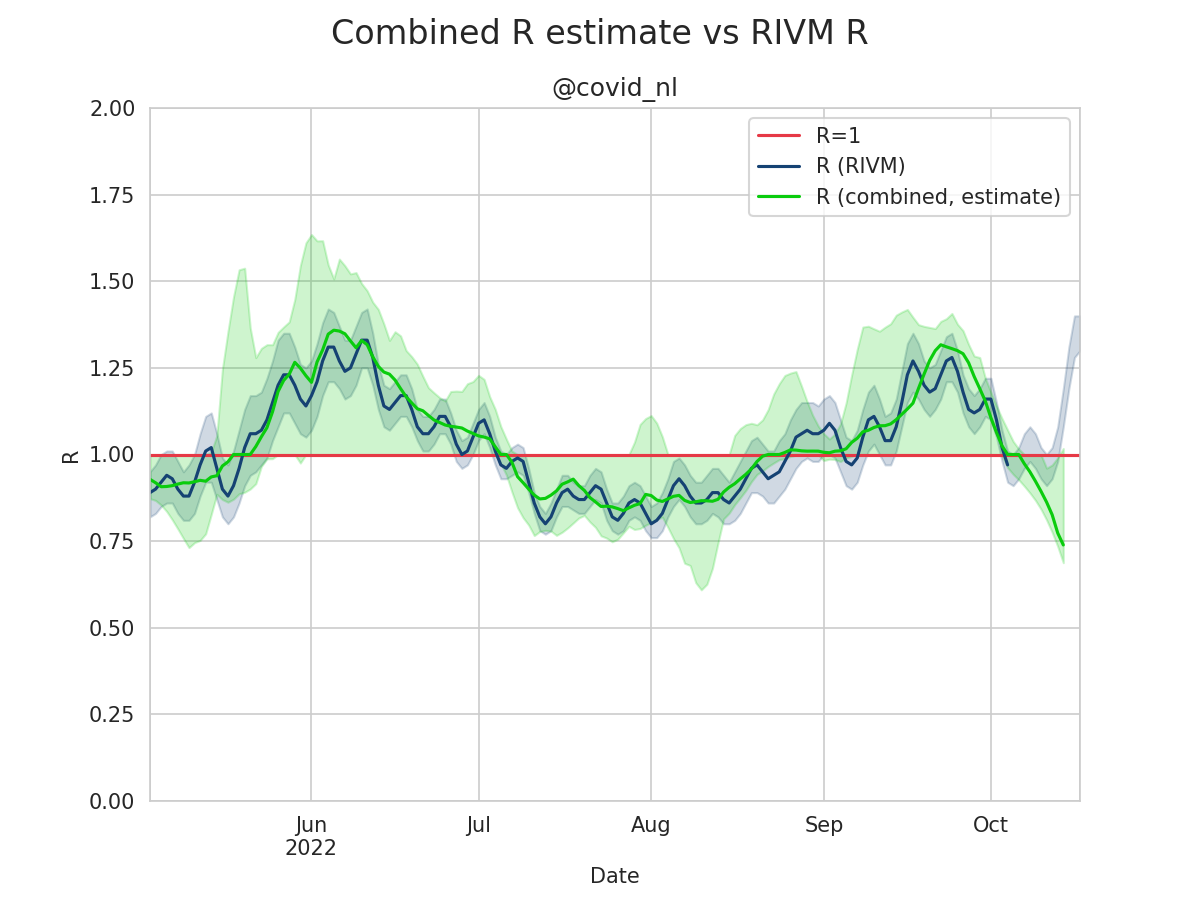 Combined R estimate vs RIVM R
@covid_nl
R=1
R (RIVM)
R (combined, estimate)
2.00
1.75
1.50
1.25
1.00
0.75
0.50
0.25
0.00
R
Jun
2022
Jul
Aug
Sep
Oct
Date